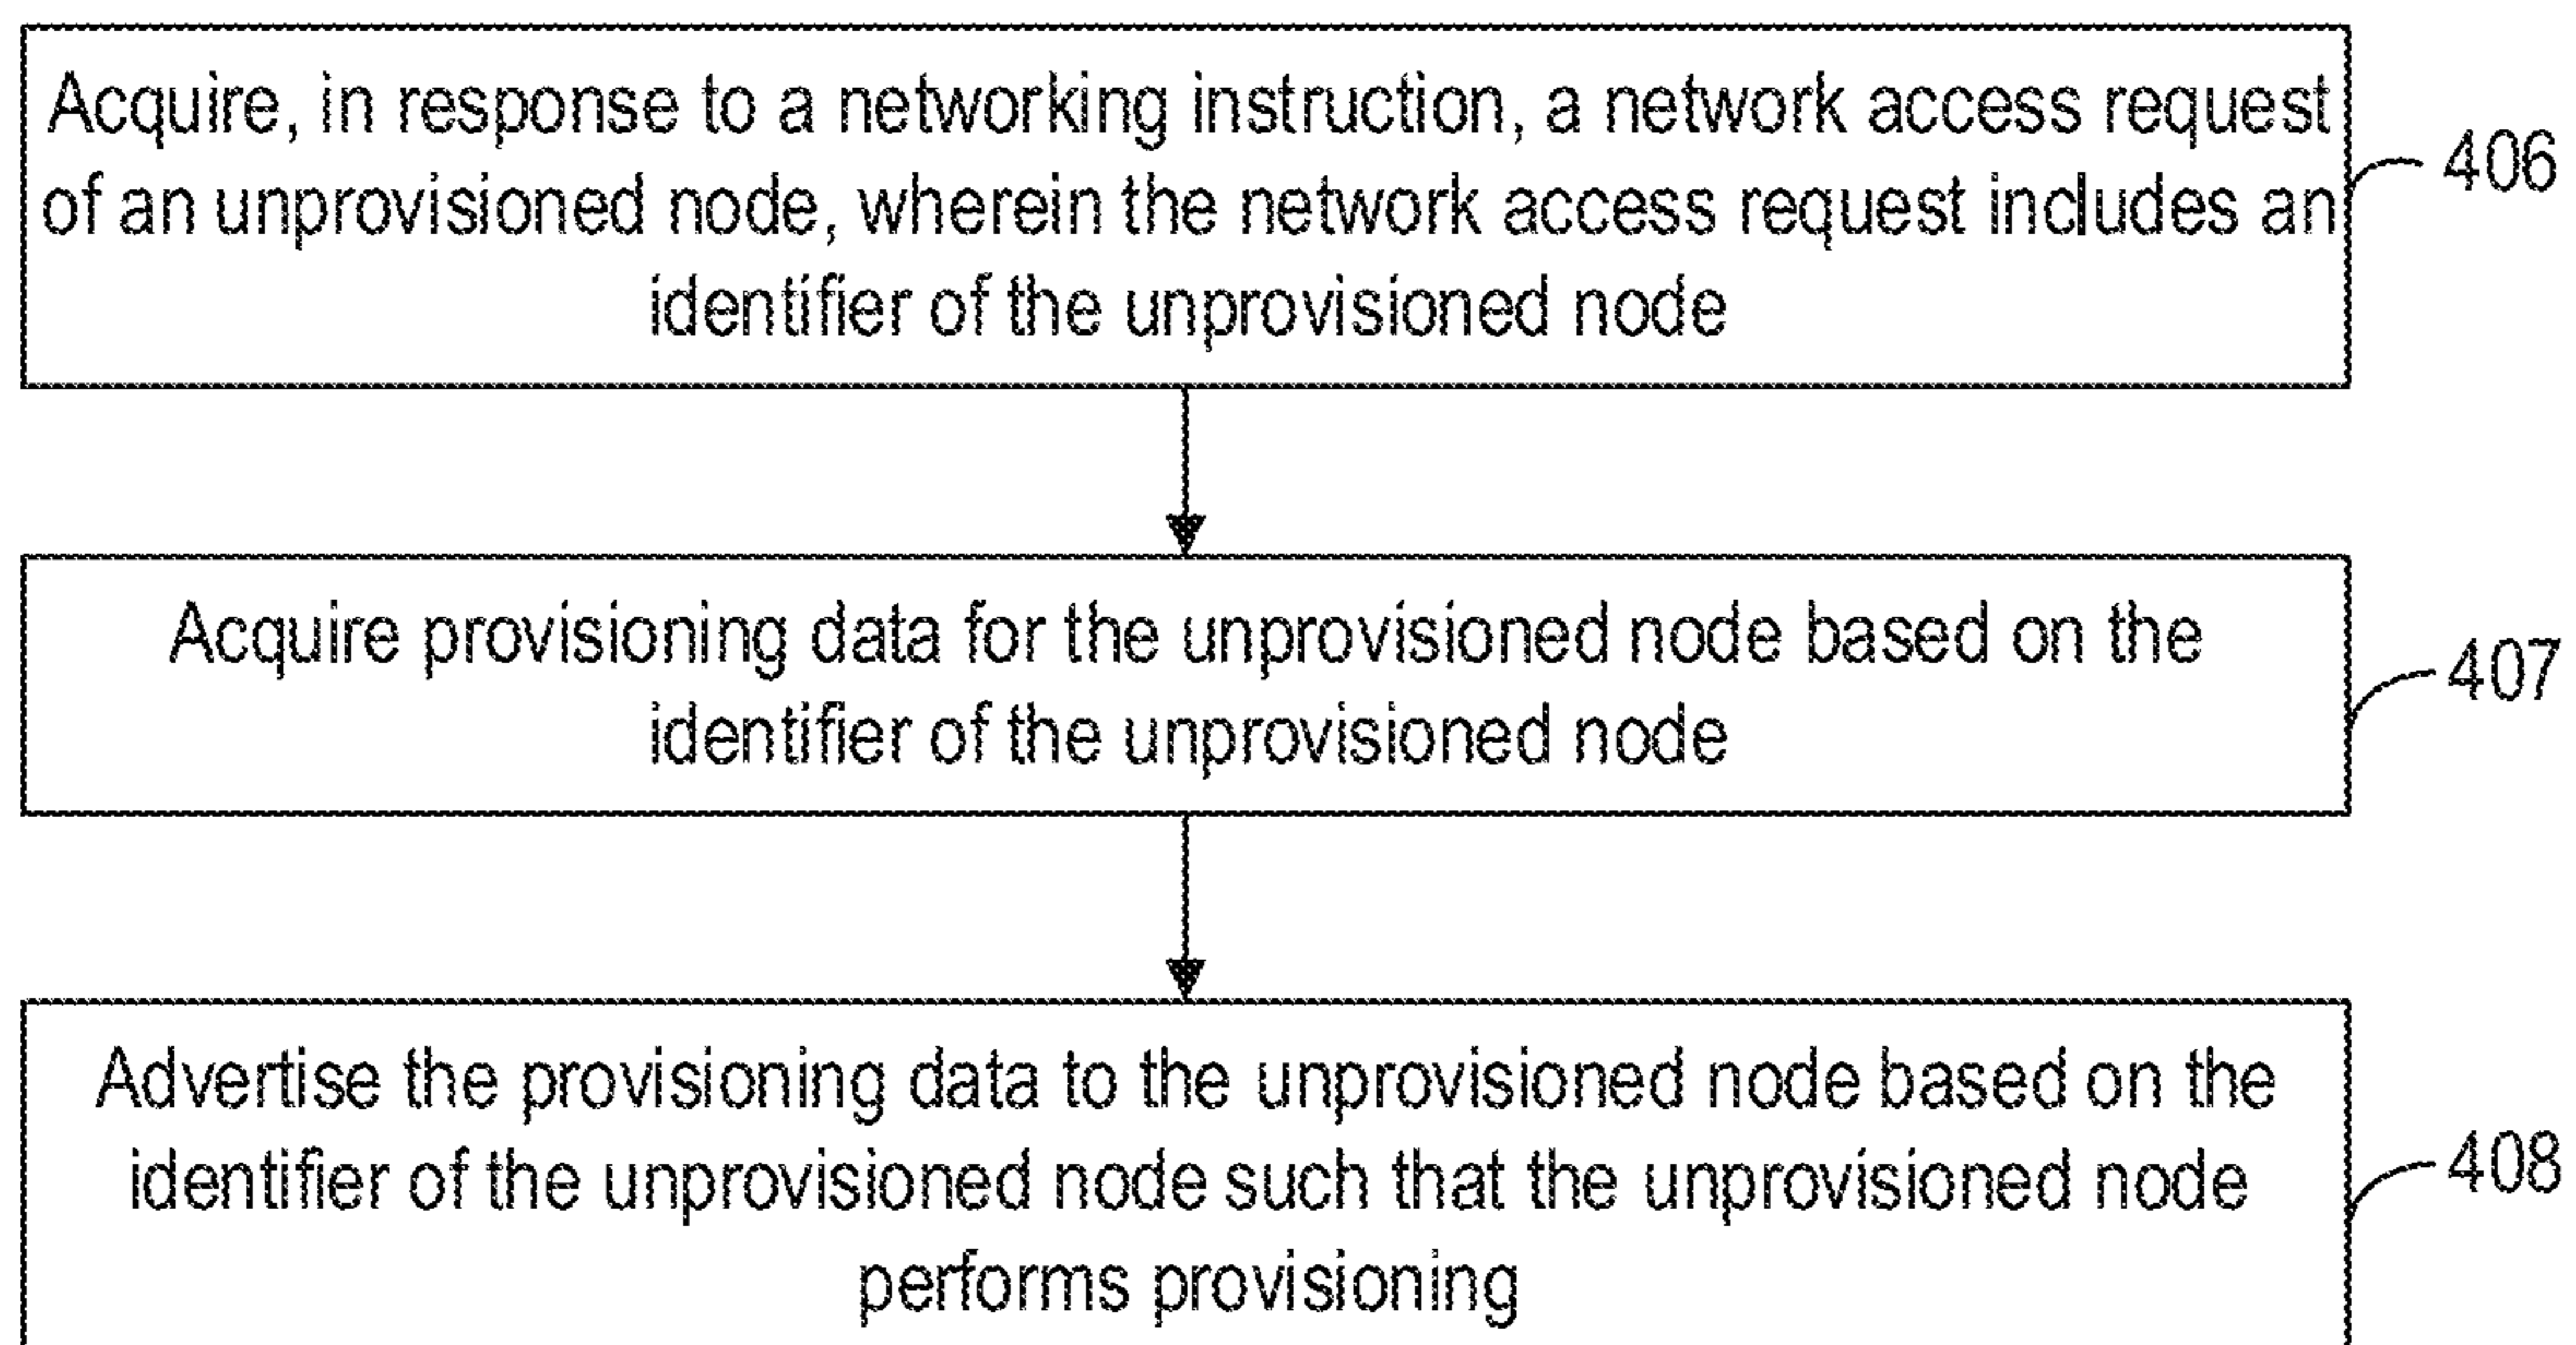 Acquire, in response to a networking instruction, a network access request
of an unprovisioned node, wherein the network access request includes an
identifier of the unprovisioned node
406
Acquire provisioning data for the unprovisioned node based on the
identifier of the unprovisioned node
407
Advertise the provisioning data to the unprovisioned node based on the
identifier of the unprovisioned node such that the unprovisioned node
performs provisioning
408